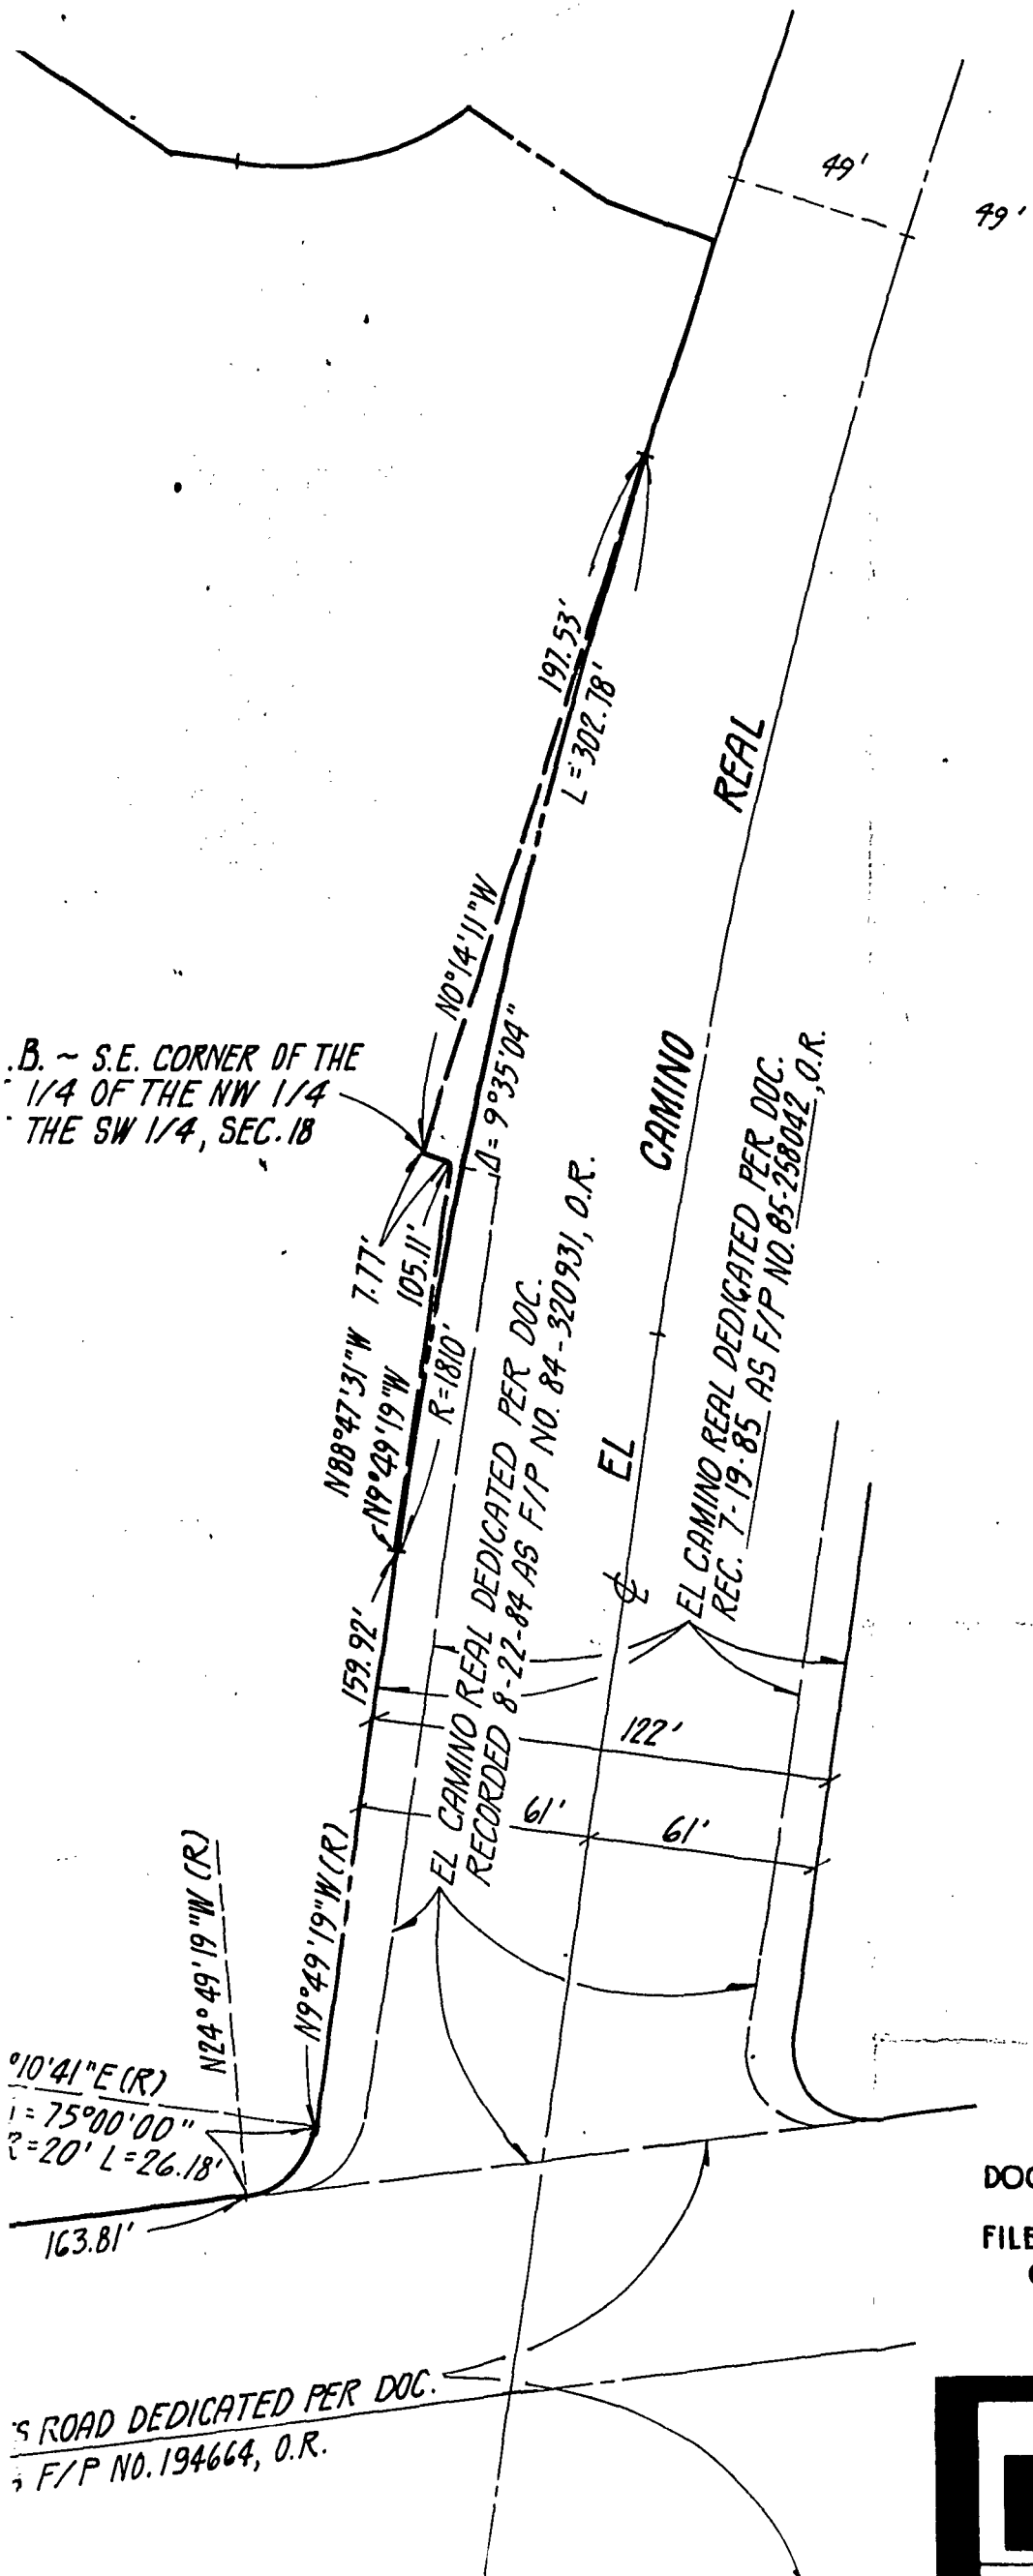 49'
49'
197.53'
L=302.78'
REAL
N0°14'11"W
.B. ~ S.E. CORNER OF THE
1/4 OF THE NW 1/4
THE SW 1/4, SEC. 18
Δ=9°35'04"
CAMINO
7.77'
105.11'
N88°47'31"W
N9°49'19"W
R=1810'
EL CAMINO REAL DEDICATED PER DOC.
RECORDED 8-22-84 AS F/P NO. 84-320931, O.R.
EL CAMINO REAL DEDICATED PER DOC.
REC. 7-19-85 AS F/P NO. 85-258042, O.R.
EL
℄
159.92'
122'
61'
61'
N24°49'19"W (R)
N9°49'19"W (R)
°10'41"E (R)
= 75°00'00"
=20' L=26.18'
163.81'
DOC
FILE
S ROAD DEDICATED PER DOC.
F/P NO. 194664, O.R.